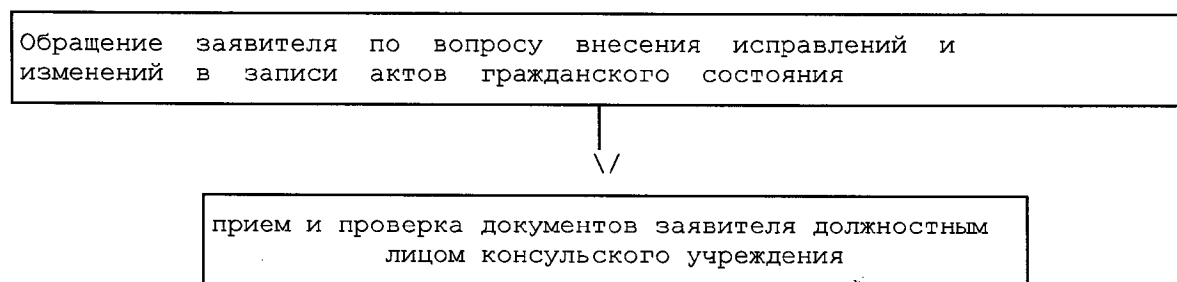 Обращение заявителя по вопросу внесения исправлений и
изменений в записи актов гражданского состояния
прием и проверка документов заявителя должностным
лицом консульского учреждения